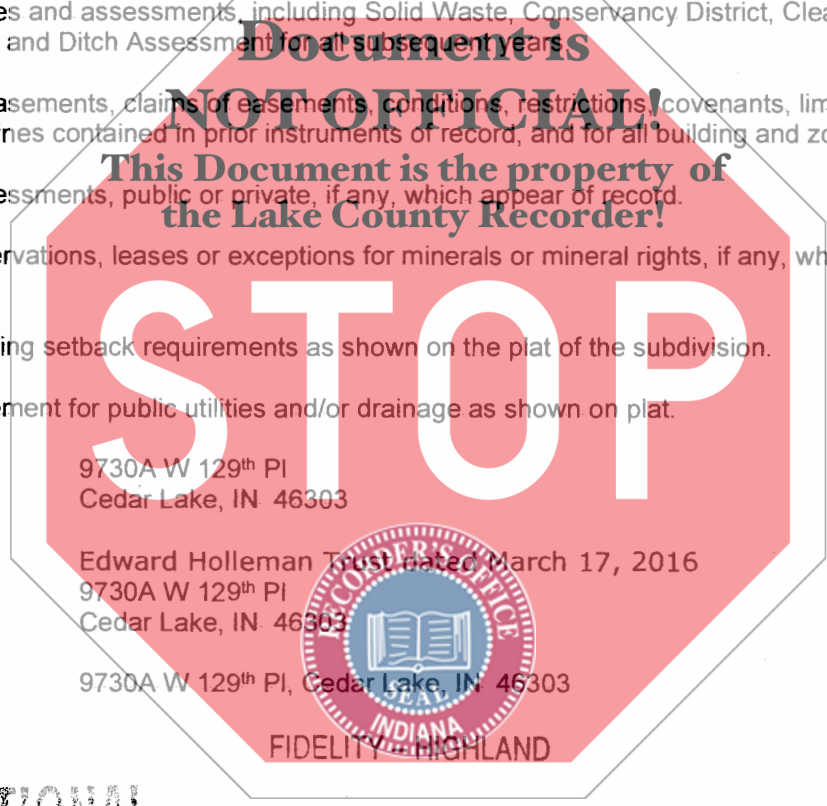 es and assessments, including Solid Waste, Conservancy District, Clea
and Ditch Assessment for all subsequent years
Document is
asements, claims of easements, conditions, restrictions, covenants, lim
NOT OFFICIAL!
nes contained in prior instruments of record, and for all building and zo
This Document is the property of
essments, public or private, if any, which appear of record.
the Lake County Recorder!
rvations, leases or exceptions for minerals or mineral rights, if any, wh
STOP
ing setback requirements as shown on the plat of the subdivision.
ment for public utilities and/or drainage as shown on plat.
9730A W 129th Pl
Cedar Lake, IN 46303
Edward Holleman Trust dated March 17, 2016
9730A W 129th Pl
Cedar Lake, IN 46303
RECORDER'S OFFICE
9730A W 129th Pl, Cedar Lake, IN 46303
SEAL
INDIANA
FIDELITY - HIGHLAND